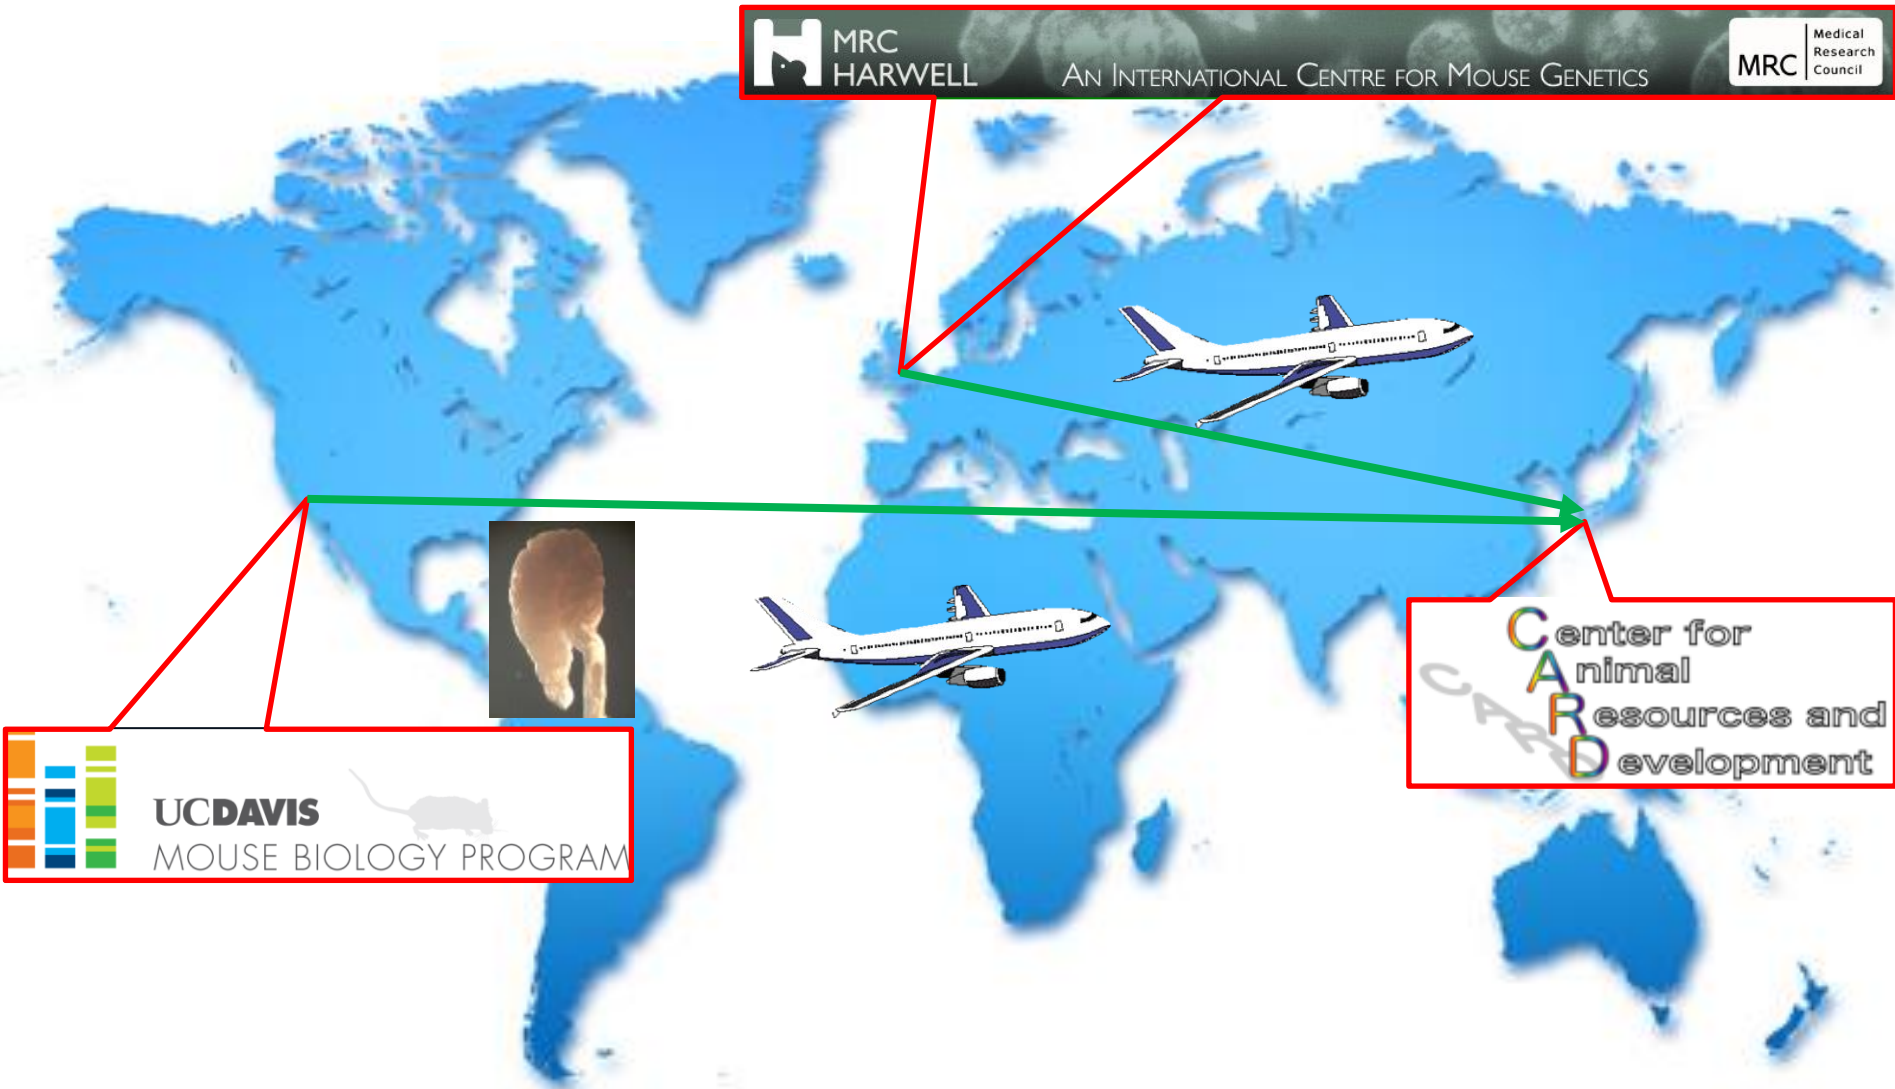 MRC
HARWELL
AN INTERNATIONAL CENTRE FOR MOUSE GENETICS
MRC
Medical
Research
Council
Center for
Animal
Resources and
Development
CARD
UCDAVIS
MOUSE BIOLOGY PROGRAM